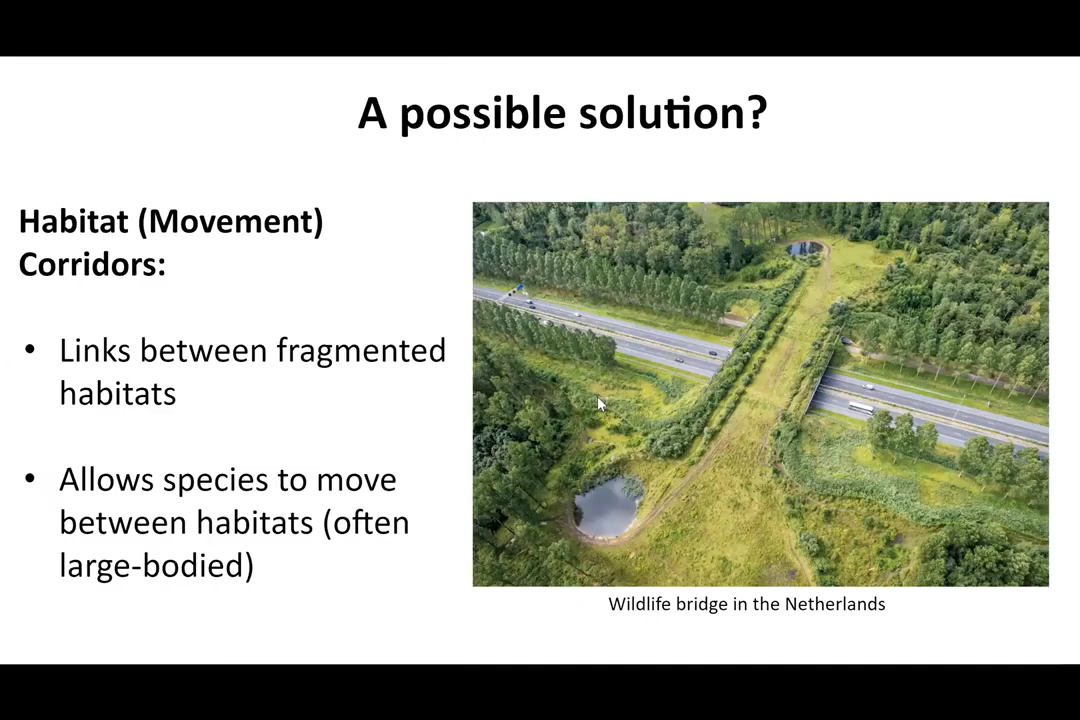 A possible solution?
Habitat (Movement)
Corridors:
• Links between fragmented
habitats
• Allows species to move
between habitats (often
large-bodied)
Wildlife bridge in the Netherlands